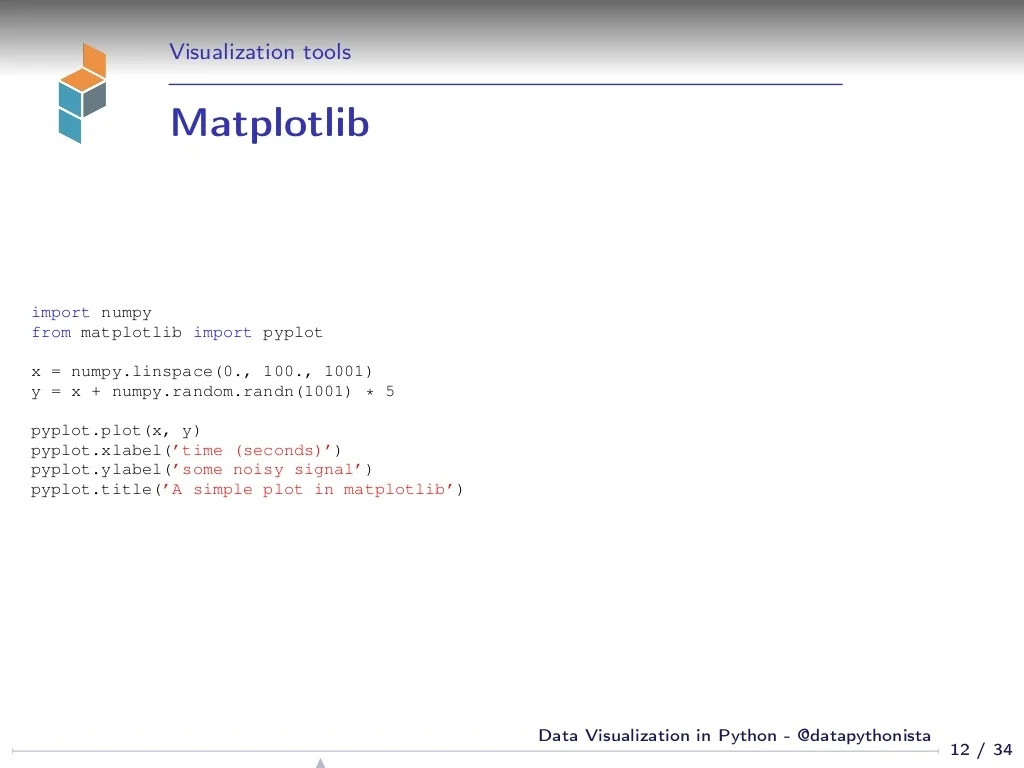 Visualization tools
Matplotlib
import numpy
from matplotlib import pyplot
x = numpy.linspace(0., 100., 1001)
y = x + numpy.random.randn(1001) * 5
pyplot.plot(x, y)
pyplot.xlabel('time (seconds)')
pyplot.ylabel('some noisy signal')
pyplot.title('A simple plot in matplotlib')
Data Visualization in Python - @datapythonista
12 / 34